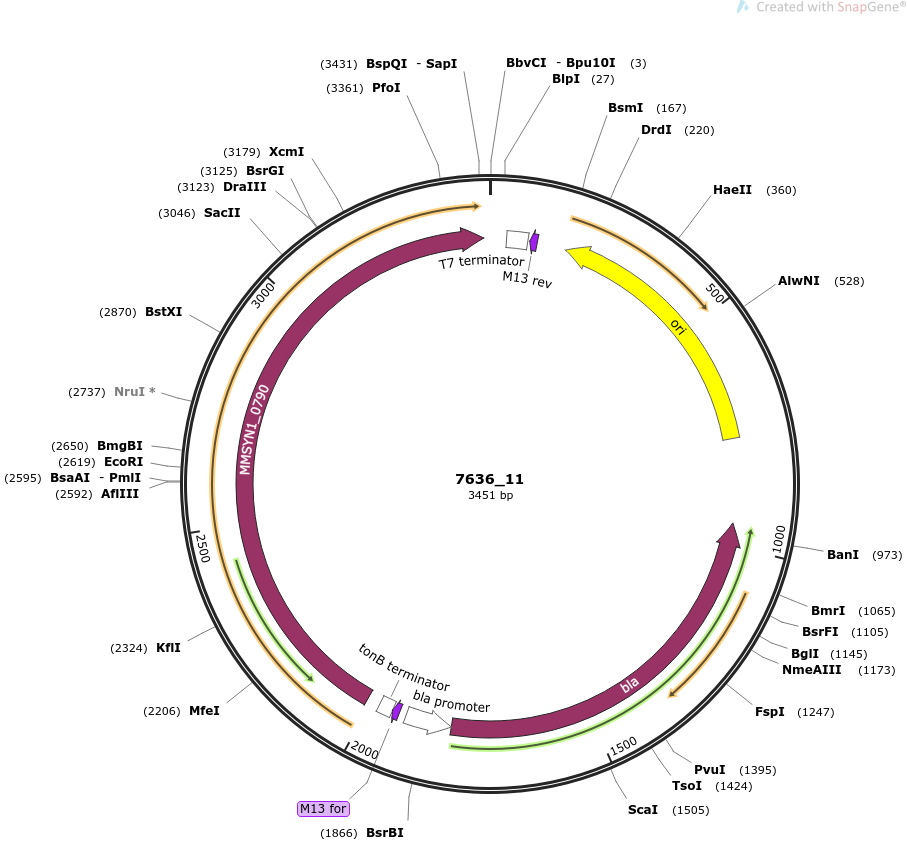 Created with SnapGene®
(3431) BspQI - SapI
BbvCI - Bpu10I (3)
(3361) PfoI
BlpI (27)
BsmI (167)
DrdI (220)
(3179) XcmI
(3125) BsrGI
(3123) DraIII
HaeII (360)
(3046) SacII
T7 terminator
M13 rev
AlwNI (528)
3000
500
(2870) BstXI
ori
(2737) NruI *
MMSYN1_0790
(2650) BmgBI
(2619) EcoRI
(2595) BsaAI - PmlI
(2592) AflIII
7636_11
3451 bp
2500
1000
BanI (973)
BmrI (1065)
BsrFI (1105)
(2324) KflI
BglI (1145)
NmeAIII (1173)
tonB terminator
bla promoter
bla
(2206) MfeI
FspI (1247)
2000
1500
PvuI (1395)
TsoI (1424)
M13 for
ScaI (1505)
(1866) BsrBI